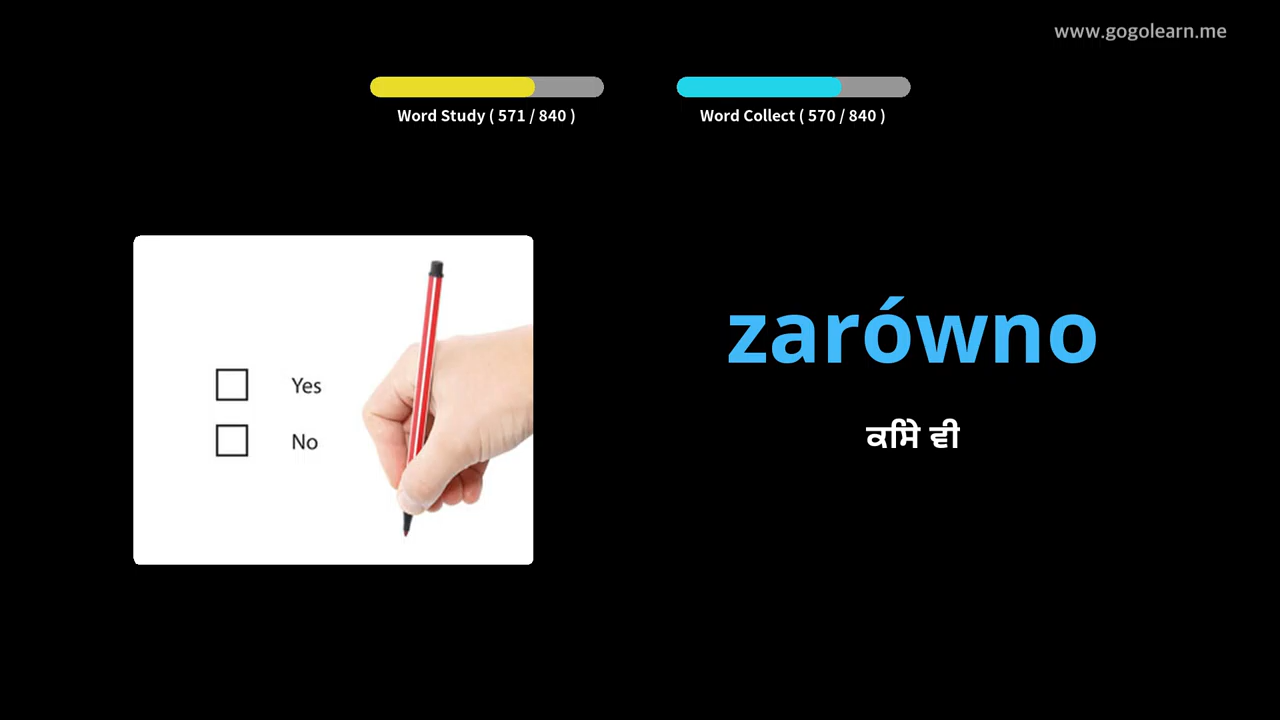 www.gogolearn.me
Word Study ( 571 / 840 )
Word Collect ( 570 / 840 )
Yes
No
zarówno
ਕਿਸੇ ਵੀ